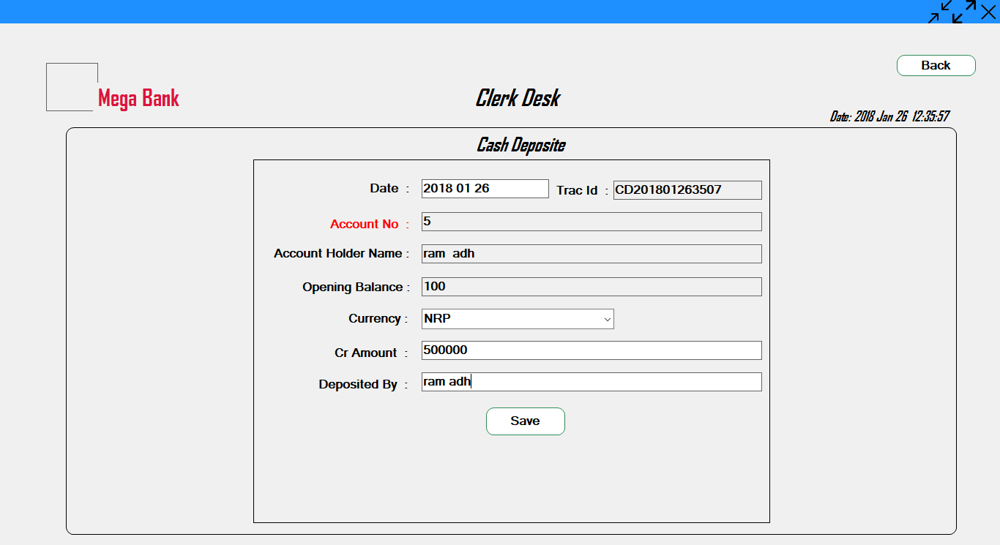 Back
Mega Bank
Clerk Desk
Date: 2018 Jan 26 12:35:57
Cash Deposite
Date : 2018 01 26 Trac Id : CD201801263507
Account No : 5
Account Holder Name : ram adh
Opening Balance : 100
Currency : NRP
Cr Amount : 500000
Deposited By : ram adh
Save